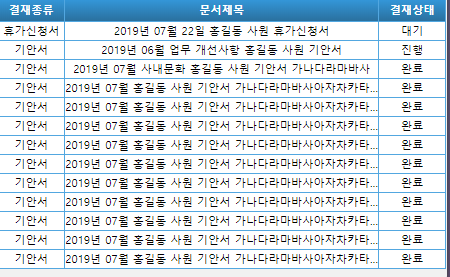 결재종류 문서제목 결재상태
휴가신청서 2019년 07월 22일 홍길동 사원 휴가신청서 대기
기안서 2019년 06월 업무 개선사항 홍길동 사원 기안서 진행
기안서 2019년 07월 사내문화 홍길동 사원 기안서 가나다라마바사 완료
기안서 2019년 07월 홍길동 사원 기안서 가나다라마바사아자차카타... 완료
기안서 2019년 07월 홍길동 사원 기안서 가나다라마바사아자차카타... 완료
기안서 2019년 07월 홍길동 사원 기안서 가나다라마바사아자차카타... 완료
기안서 2019년 07월 홍길동 사원 기안서 가나다라마바사아자차카타... 완료
기안서 2019년 07월 홍길동 사원 기안서 가나다라마바사아자차카타... 완료
기안서 2019년 07월 홍길동 사원 기안서 가나다라마바사아자차카타... 완료
기안서 2019년 07월 홍길동 사원 기안서 가나다라마바사아자차카타... 완료
기안서 2019년 07월 홍길동 사원 기안서 가나다라마바사아자차카타... 완료
기안서 2019년 07월 홍길동 사원 기안서 가나다라마바사아자차카타... 완료
기안서 2019년 07월 홍길동 사원 기안서 가나다라마바사아자차카타... 완료